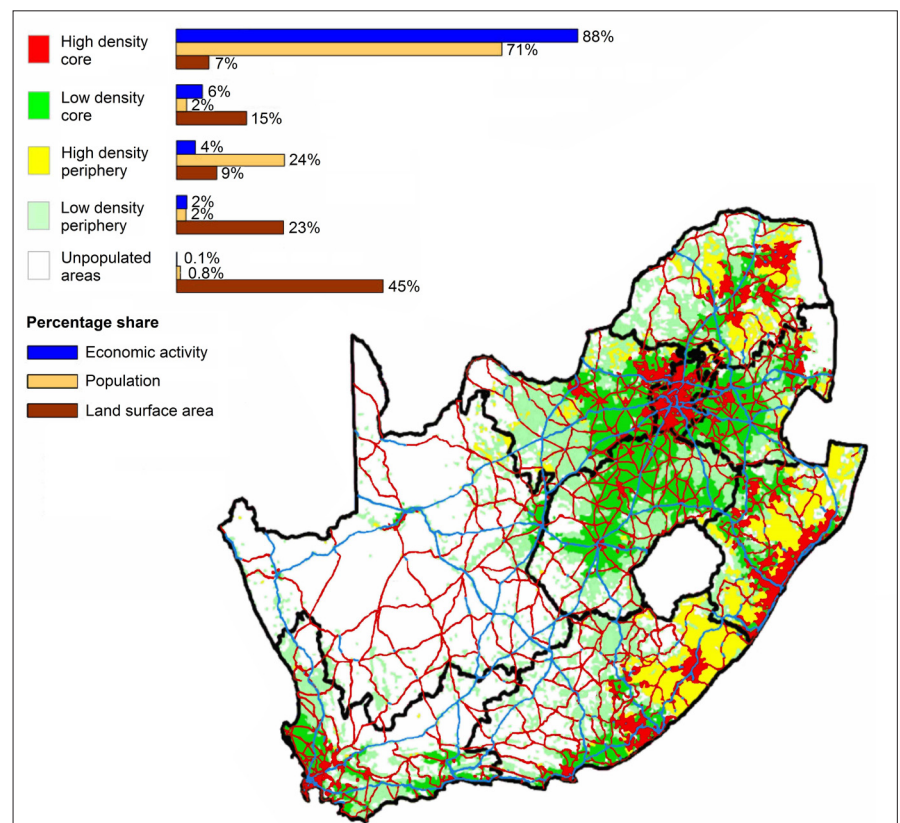 High density
core
88%
71%
7%
Low density
core
6%
2%
15%
High density
periphery
4%
24%
9%
Low density
periphery
2%
2%
23%
Unpopulated
areas
0.1%
0.8%
45%
Percentage share
Economic activity
Population
Land surface area